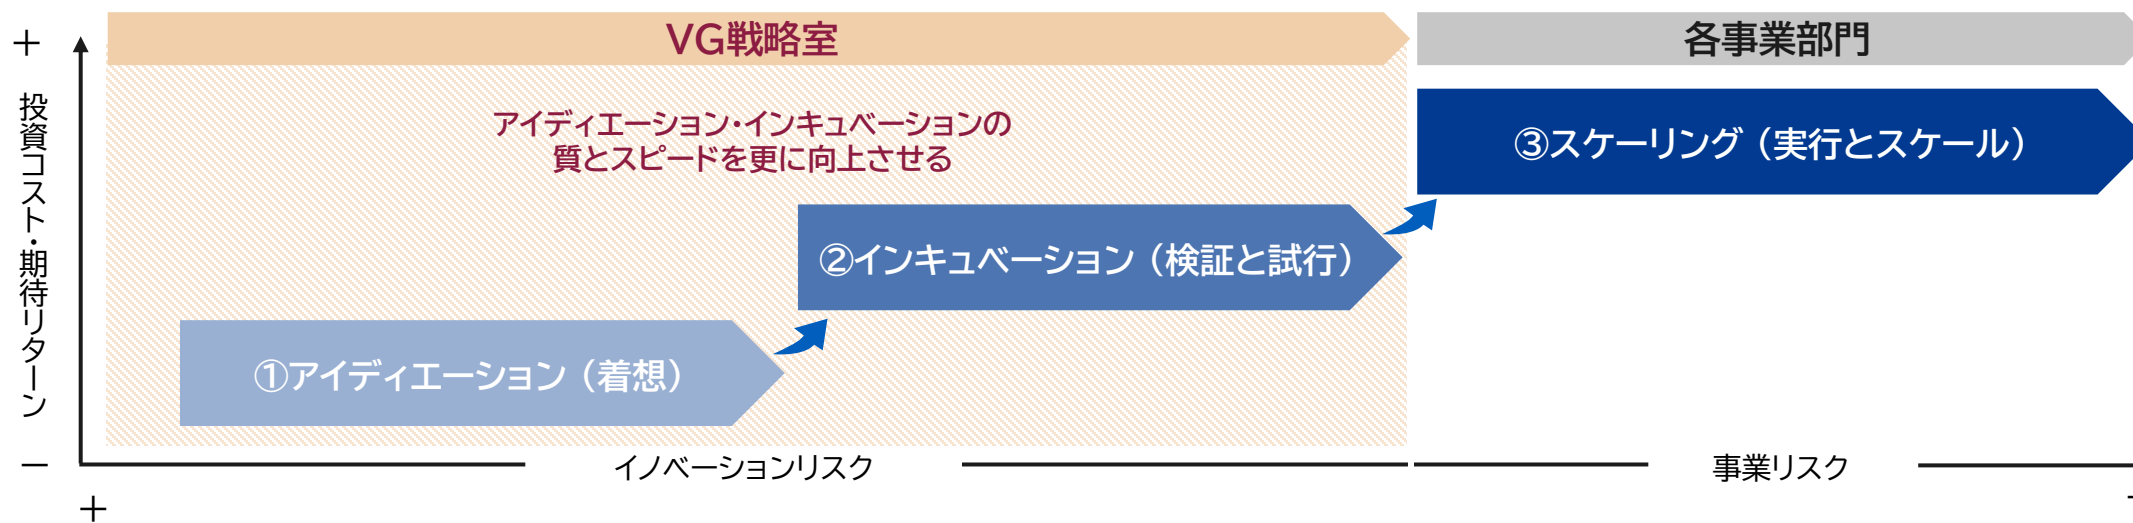 VG戦略室
各事業部門
＋
投資コスト・期待リターン
－
アイディエーション・インキュベーションの
質とスピードを更に向上させる
③スケーリング（実行とスケール）
②インキュベーション（検証と試行）
①アイディエーション（着想）
イノベーションリスク
事業リスク
＋